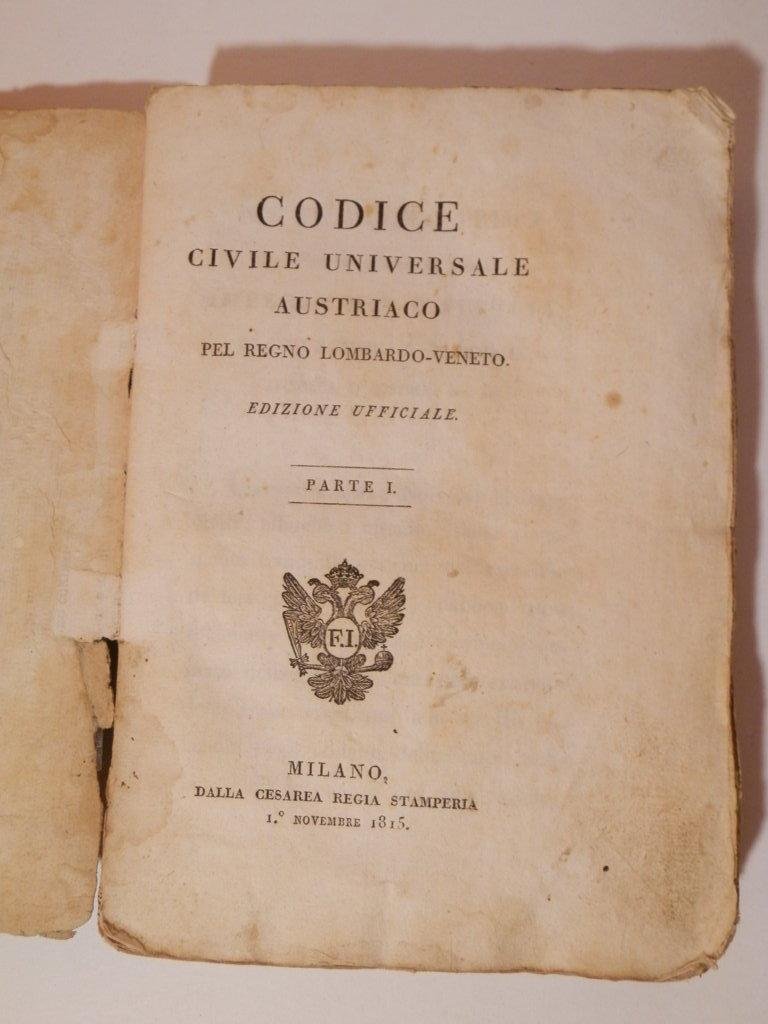 CODICE
CIVILE UNIVERSALE
AUSTRIACO
PEL REGNO LOMBARDO-VENETO.
EDIZIONE UFFICIALE.
PARTE I.
F.I.
MILANO,
DALLA CESAREA REGIA STAMPERIA
1.° NOVEMBRE 1815.